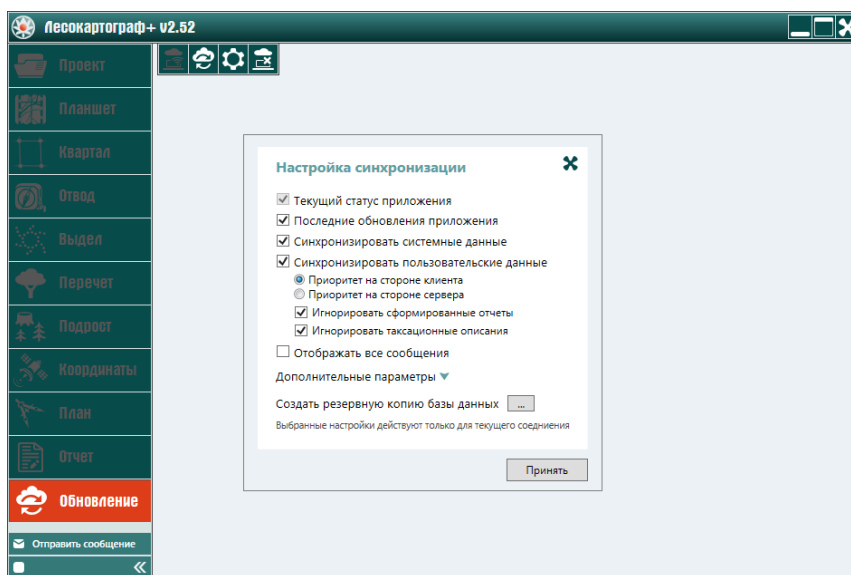 Лесокартограф+ v2.52
Проект
Планшет
Квартал
Отвод
Выдел
Перечет
Подрост
Координаты
План
Отчет
Обновление
Отправить сообщение
Настройка синхронизации
Текущий статус приложения
Последние обновления приложения
Синхронизировать системные данные
Синхронизировать пользовательские данные
Приоритет на стороне клиента
Приоритет на стороне сервера
Игнорировать сформированные отчеты
Игнорировать таксационные описания
Отображать все сообщения
Дополнительные параметры
Создать резервную копию базы данных ...
Выбранные настройки действуют только для текущего соедниения
Принять